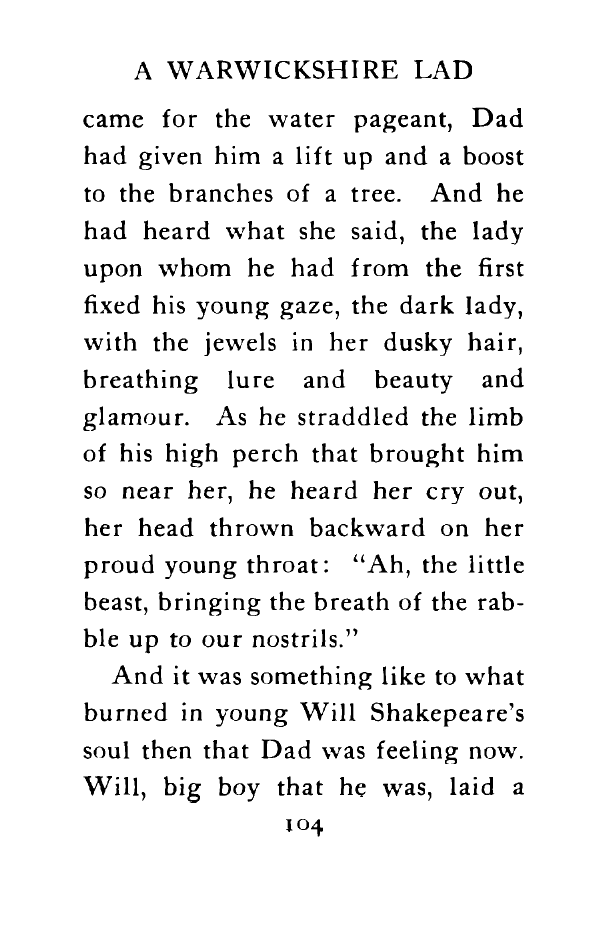 A WARWICKSHIRE LAD
came for the water pageant, Dad
had given him a lift up and a boost
to the branches of a tree. And he
had heard what she said, the lady
upon whom he had from the first
fixed his young gaze, the dark lady,
with the jewels in her dusky hair,
breathing lure and beauty and
glamour. As he straddled the limb
of his high perch that brought him
so near her, he heard her cry out,
her head thrown backward on her
proud young throat: “Ah, the little
beast, bringing the breath of the rab-
ble up to our nostrils.”
And it was something like to what
burned in young Will Shakepeare’s
soul then that Dad was feeling now.
Will, big boy that he was, laid a
104